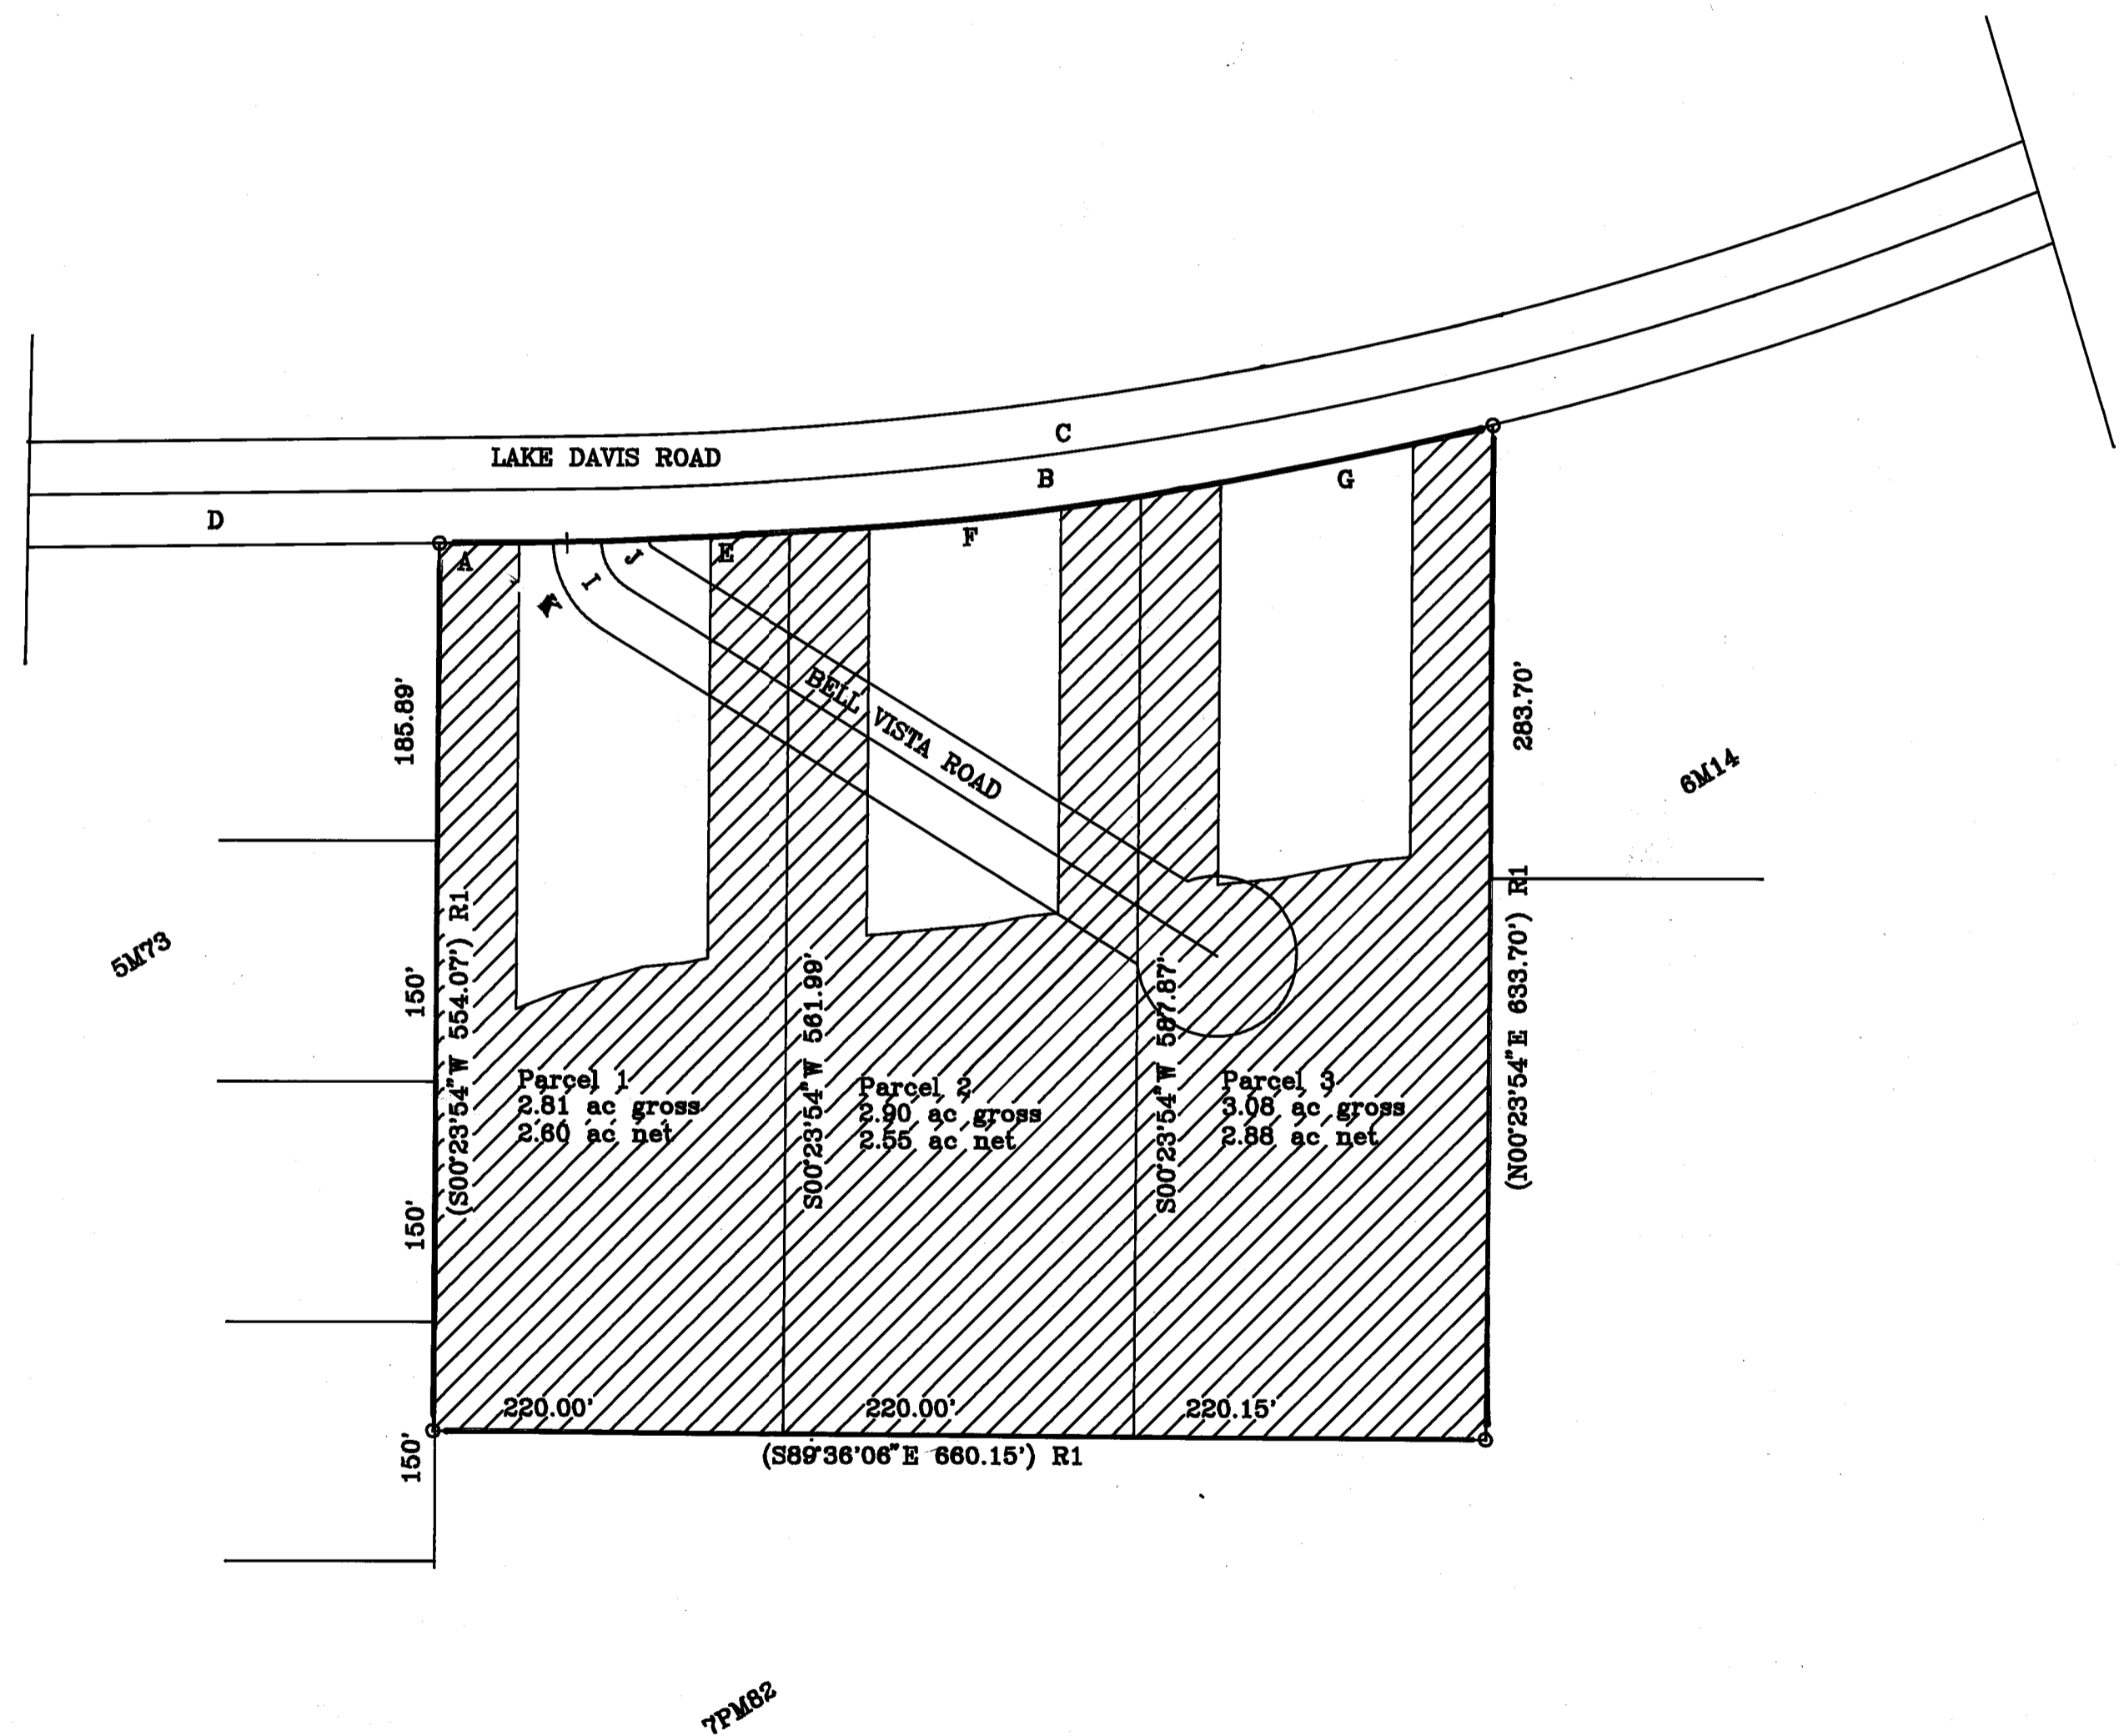 C
LAKE DAVIS ROAD
B
G
D
F
E
A
J
I
BELL VISTA ROAD
185.89'
283.70'
6M14
5M73
150'
(S00°23'54"W 554.07') R1
S00°23'54"W 561.99'
S00°23'54"W 587.87'
(N00°23'54"E 633.70') R1
Parcel 1
2.81 ac gross
2.60 ac net
Parcel 2
2.90 ac gross
2.55 ac net
Parcel 3
3.08 ac gross
2.88 ac net
150'
220.00'
220.00'
220.15'
150'
(S89°36'06"E 660.15') R1
7PM82